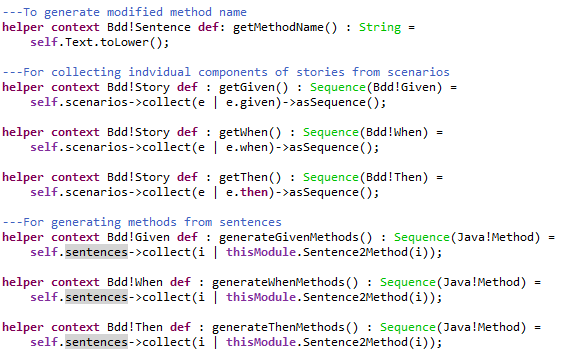 ---To generate modified method name
helper context Bdd!Sentence def: getMethodName() : String =
self.Text.toLower();
---For collecting indvidual components of stories from scenarios
helper context Bdd!Story def : getGiven() : Sequence(Bdd!Given) =
self.scenarios->collect(e | e.given)->asSequence();
helper context Bdd!Story def : getWhen() : Sequence(Bdd!When) =
self.scenarios->collect(e | e.when)->asSequence();
helper context Bdd!Story def : getThen() : Sequence(Bdd!Then) =
self.scenarios->collect(e | e.then)->asSequence();
---For generating methods from sentences
helper context Bdd!Given def : generateGivenMethods() : Sequence(Java!Method) =
self.sentences->collect(i | thisModule.Sentence2Method(i));
helper context Bdd!When def : generateWhenMethods() : Sequence(Java!Method) =
self.sentences->collect(i | thisModule.Sentence2Method(i));
helper context Bdd!Then def : generateThenMethods() : Sequence(Java!Method) =
self.sentences->collect(i | thisModule.Sentence2Method(i));